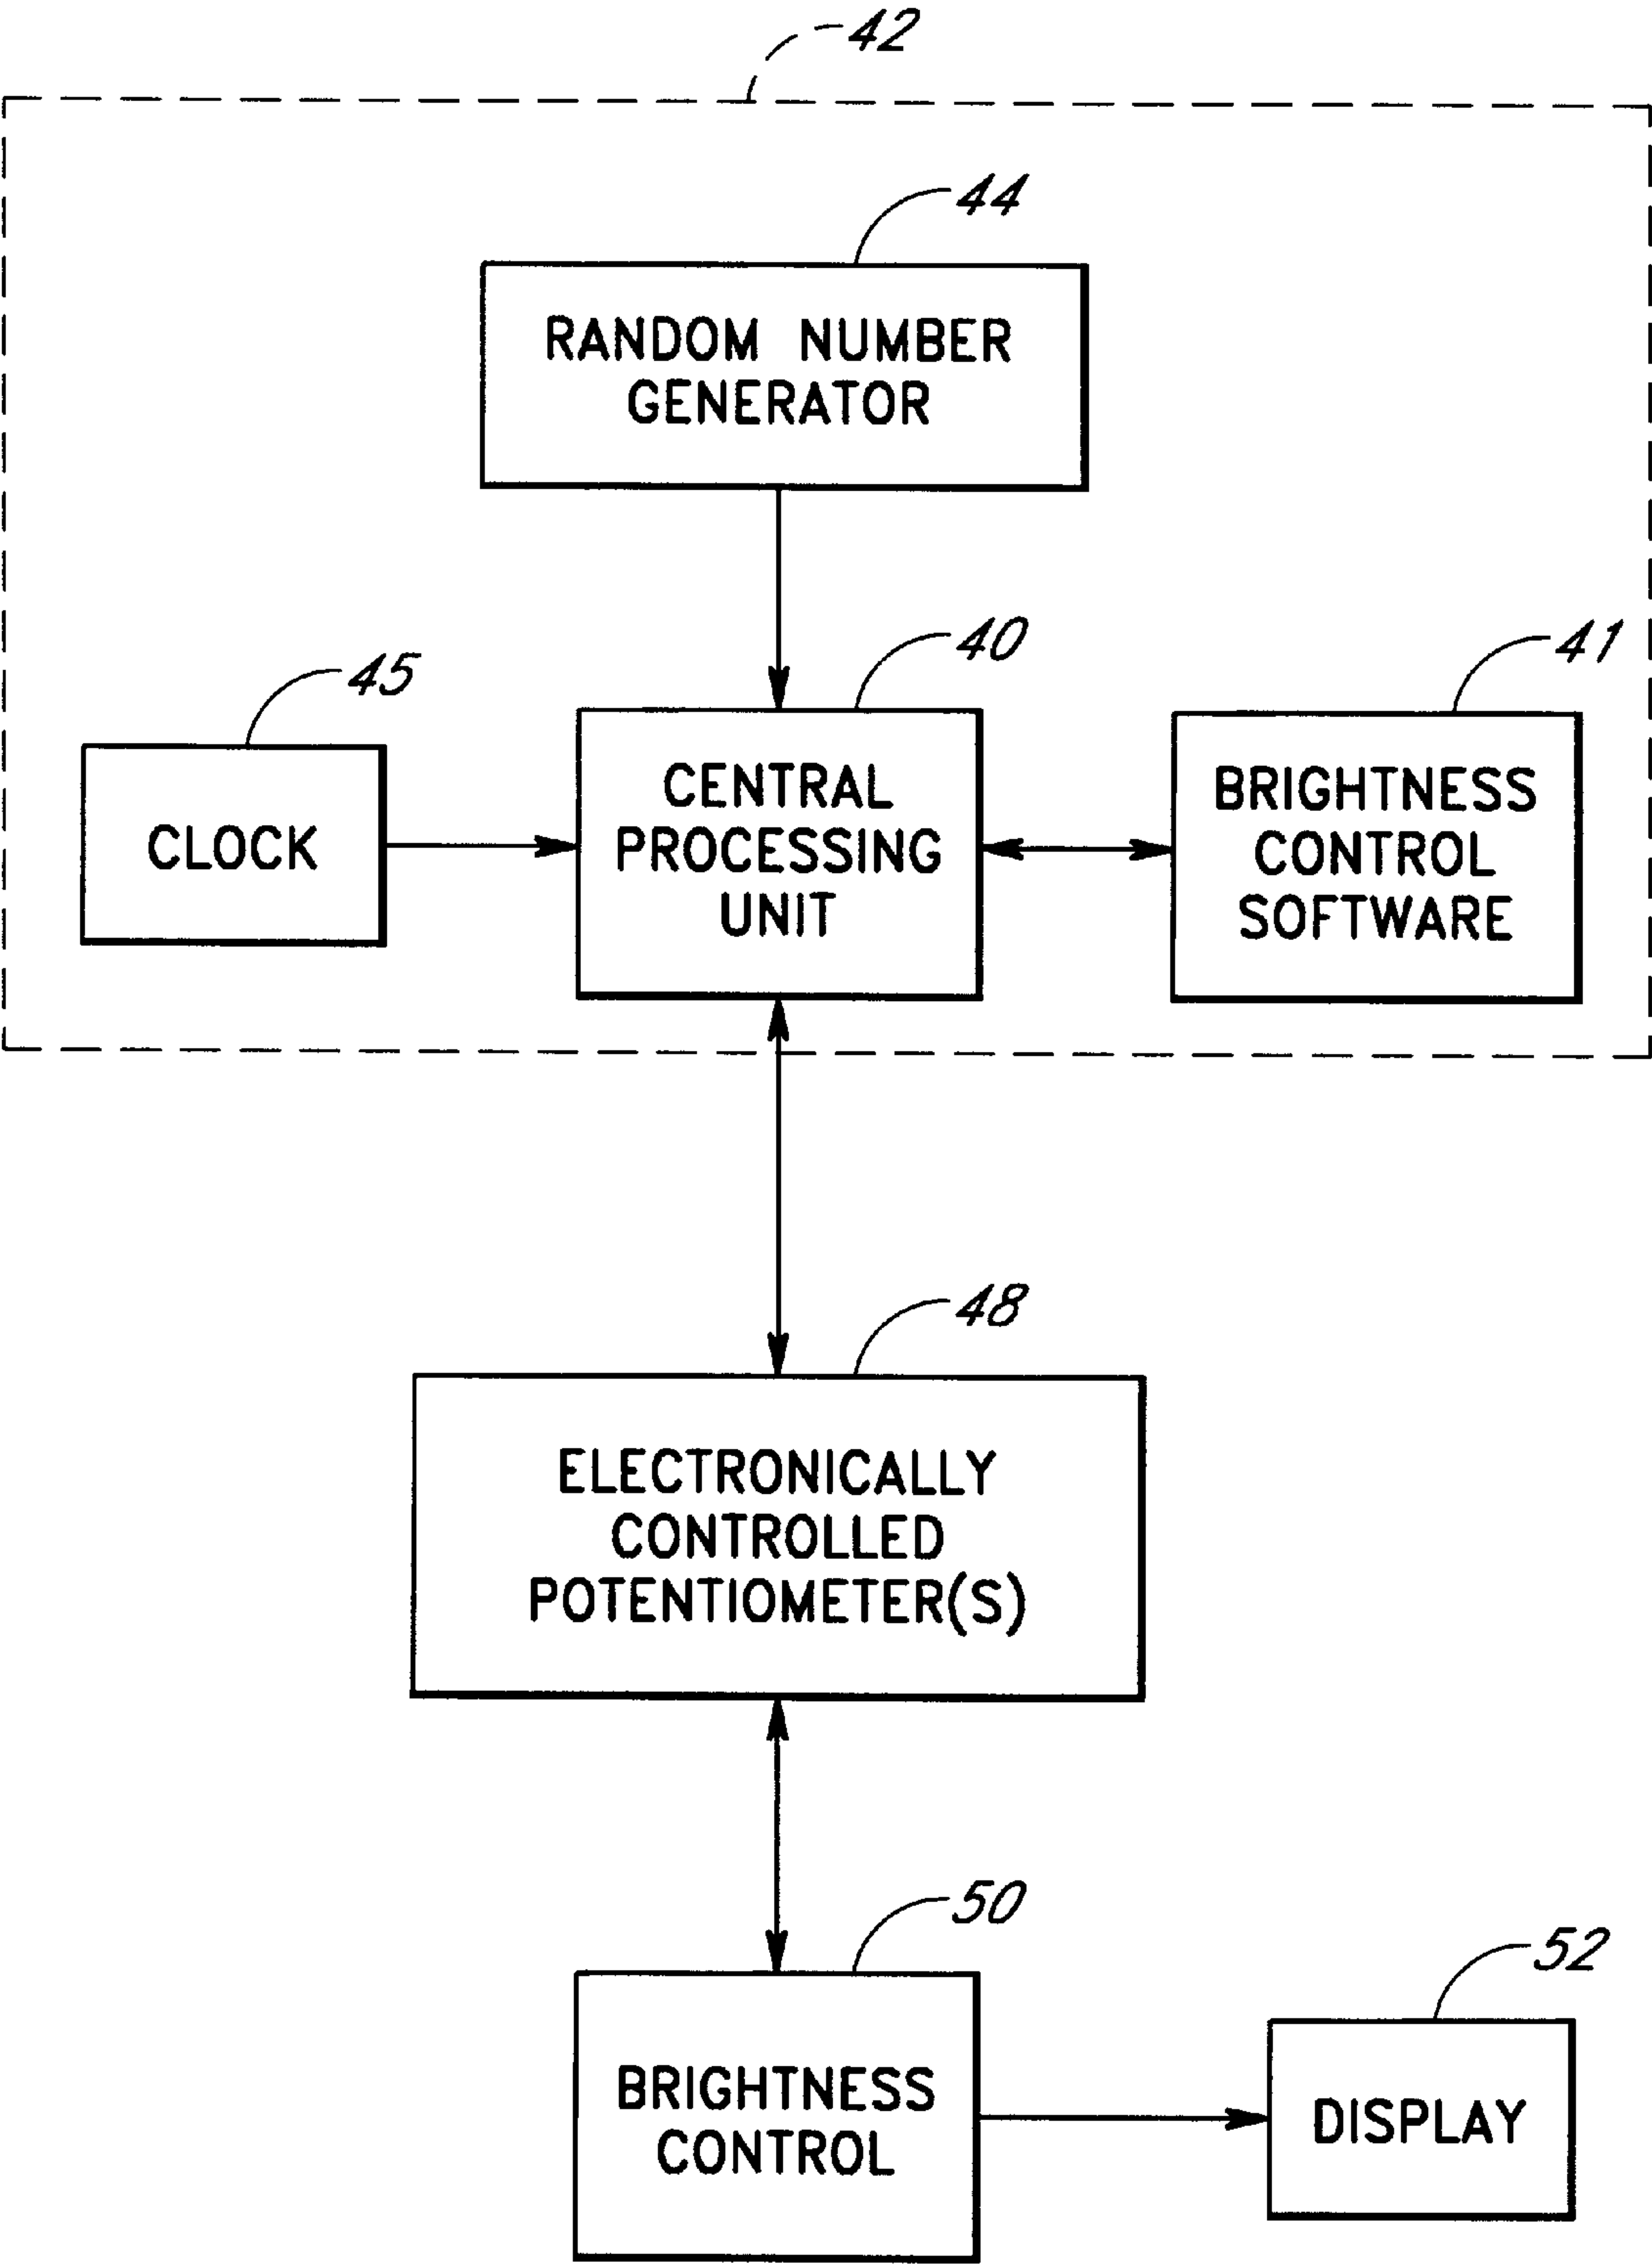 42
44
RANDOM NUMBER
GENERATOR
45
40
41
CLOCK
CENTRAL
PROCESSING
UNIT
BRIGHTNESS
CONTROL
SOFTWARE
48
ELECTRONICALLY
CONTROLLED
POTENTIOMETER(S)
50
BRIGHTNESS
CONTROL
52
DISPLAY